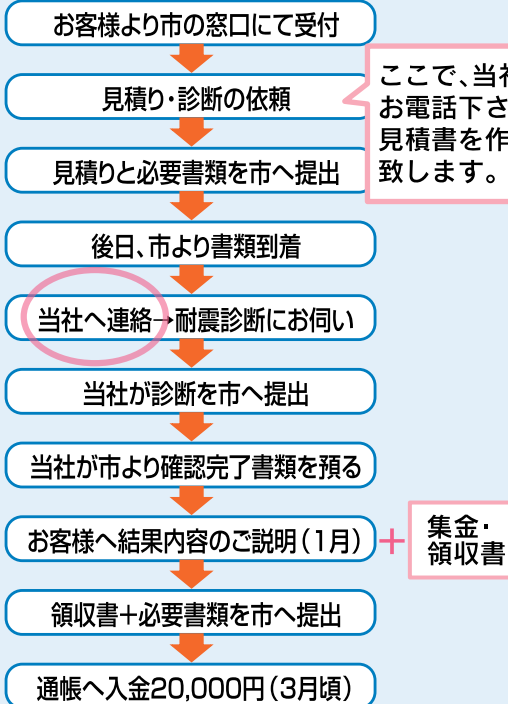 お客様より市の窓口にて受付
見積り・診断の依頼
ここで、当社
お電話下さ
見積書を作
致します。
見積りと必要書類を市へ提出
後日、市より書類到着
当社へ連絡→耐震診断にお伺い
当社が診断を市へ提出
当社が市より確認完了書類を預る
お客様へ結果内容のご説明(1月)
+
集金・
領収書
領収書+必要書類を市へ提出
通帳へ入金20,000円(3月頃)